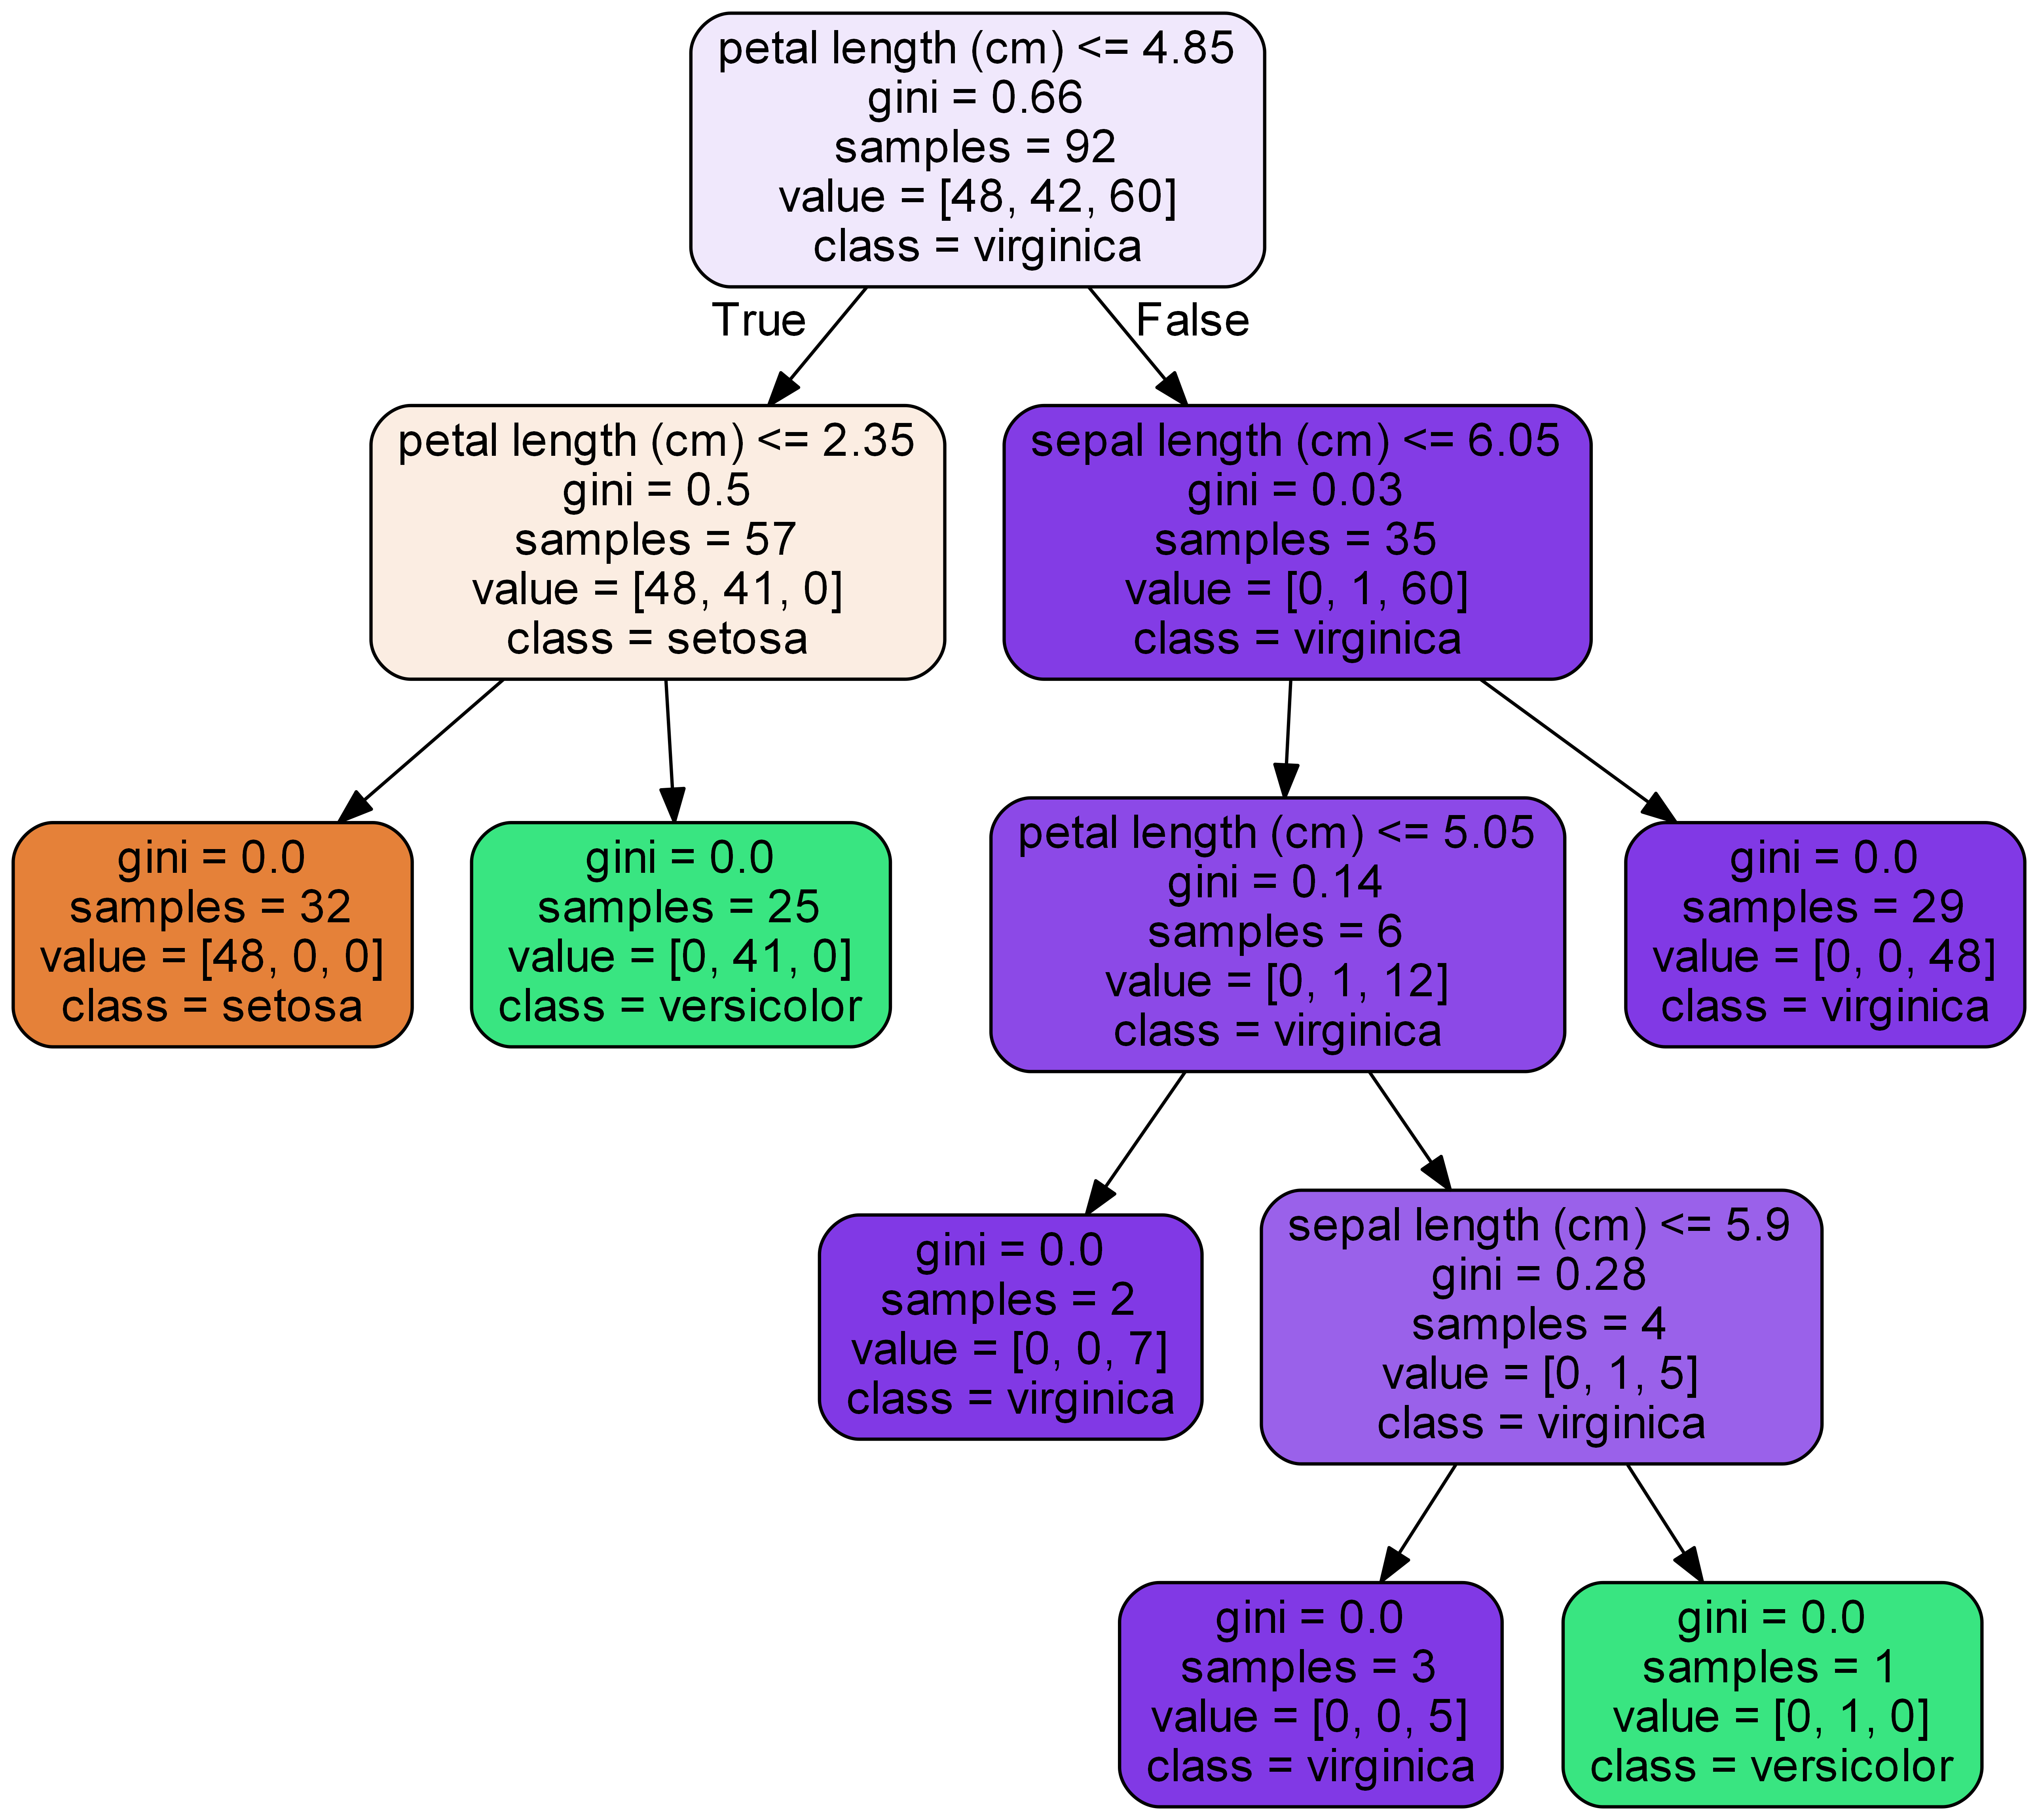 petal length (cm) <= 4.85
gini = 0.66
samples = 92
value = [48, 42, 60]
class = virginica
True
False
petal length (cm) <= 2.35
gini = 0.5
samples = 57
value = [48, 41, 0]
class = setosa
sepal length (cm) <= 6.05
gini = 0.03
samples = 35
value = [0, 1, 60]
class = virginica
gini = 0.0
samples = 32
value = [48, 0, 0]
class = setosa
gini = 0.0
samples = 25
value = [0, 41, 0]
class = versicolor
petal length (cm) <= 5.05
gini = 0.14
samples = 6
value = [0, 1, 12]
class = virginica
gini = 0.0
samples = 29
value = [0, 0, 48]
class = virginica
gini = 0.0
samples = 2
value = [0, 0, 7]
class = virginica
sepal length (cm) <= 5.9
gini = 0.28
samples = 4
value = [0, 1, 5]
class = virginica
gini = 0.0
samples = 3
value = [0, 0, 5]
class = virginica
gini = 0.0
samples = 1
value = [0, 1, 0]
class = versicolor